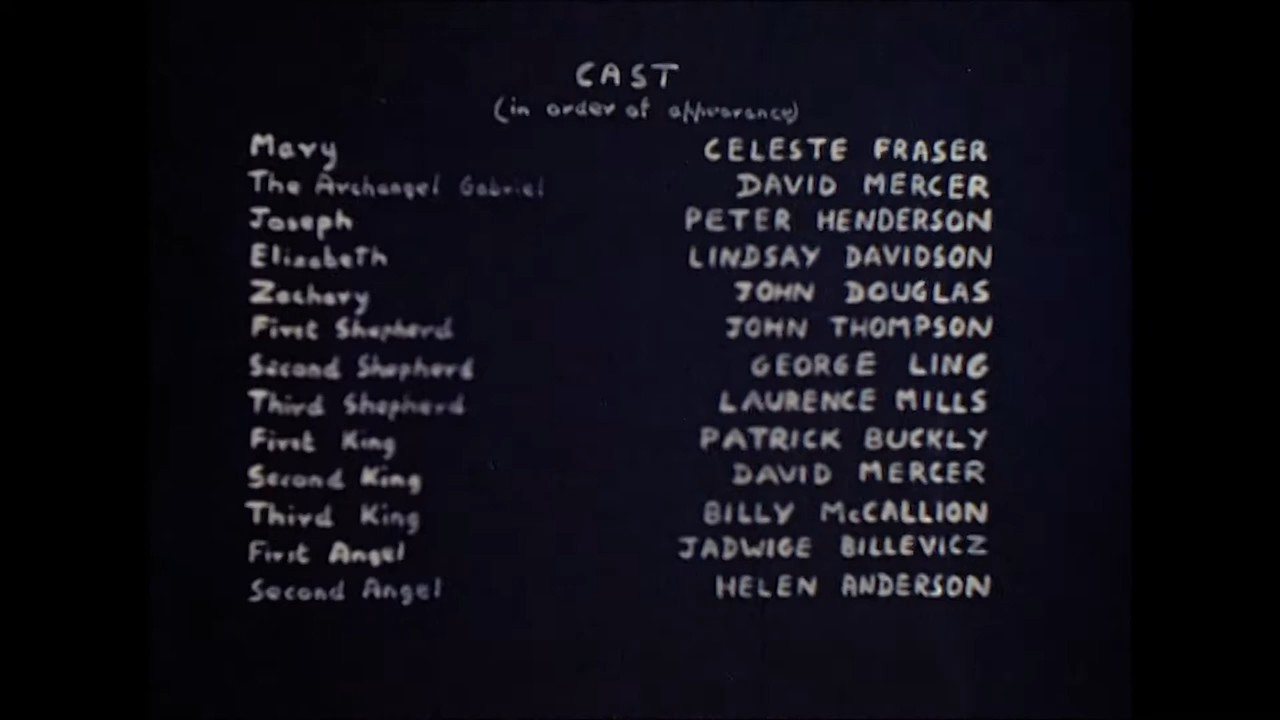 CAST
(in order of appearance)
Mary CELESTE FRASER
The Archangel Gabriel DAVID MERCER
Joseph PETER HENDERSON
Elizabeth LINDSAY DAVIDSON
Zachary JOHN DOUGLAS
First Shepherd JOHN THOMPSON
Second Shepherd GEORGE LING
Third Shepherd LAURENCE MILLS
First King PATRICK BUCKLY
Second King DAVID MERCER
Third King BILLY McCALLION
First Angel JADWIGE BILLEVICZ
Second Angel HELEN ANDERSON